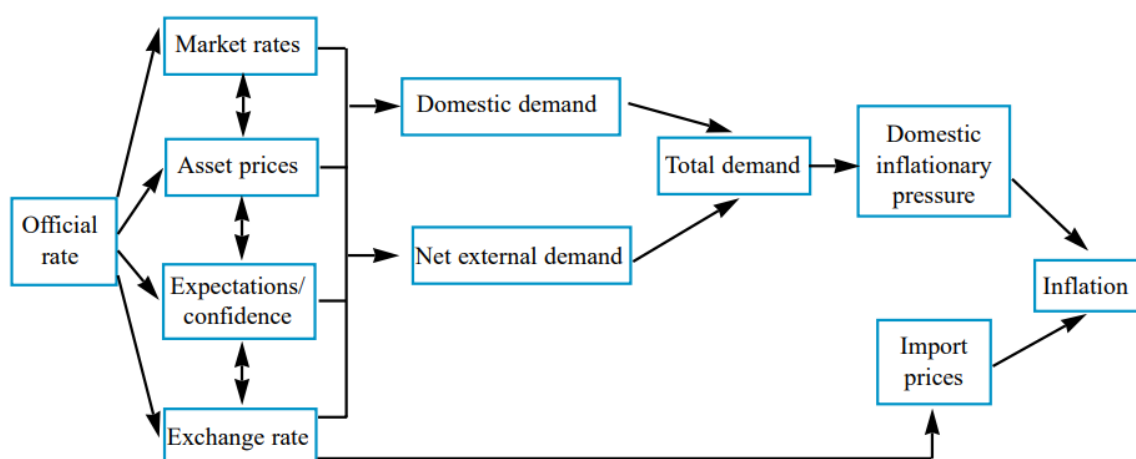 Market rates
Asset prices
Official
rate
Expectations/
confidence
Exchange rate
Domestic demand
Net external demand
Total demand
Domestic
inflationary
pressure
Import
prices
Inflation